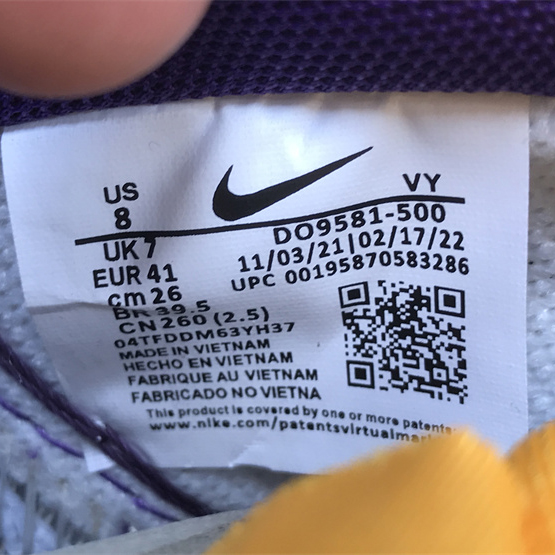 US
8
VY
UK 7
DO9581-500
EUR 41
11/03/21|02/17/22
cm 26
UPC 00195870583286
BR 39.5
CN 260 (2.5)
04TFDDM63YH37
MADE IN VIETNAM
HECHO EN VIETNAM
FABRIQUE AU VIETNAM
FABRICADO NO VIETNA
This product is covered by one or more patents
www.nike.com/patentsvirtualmar